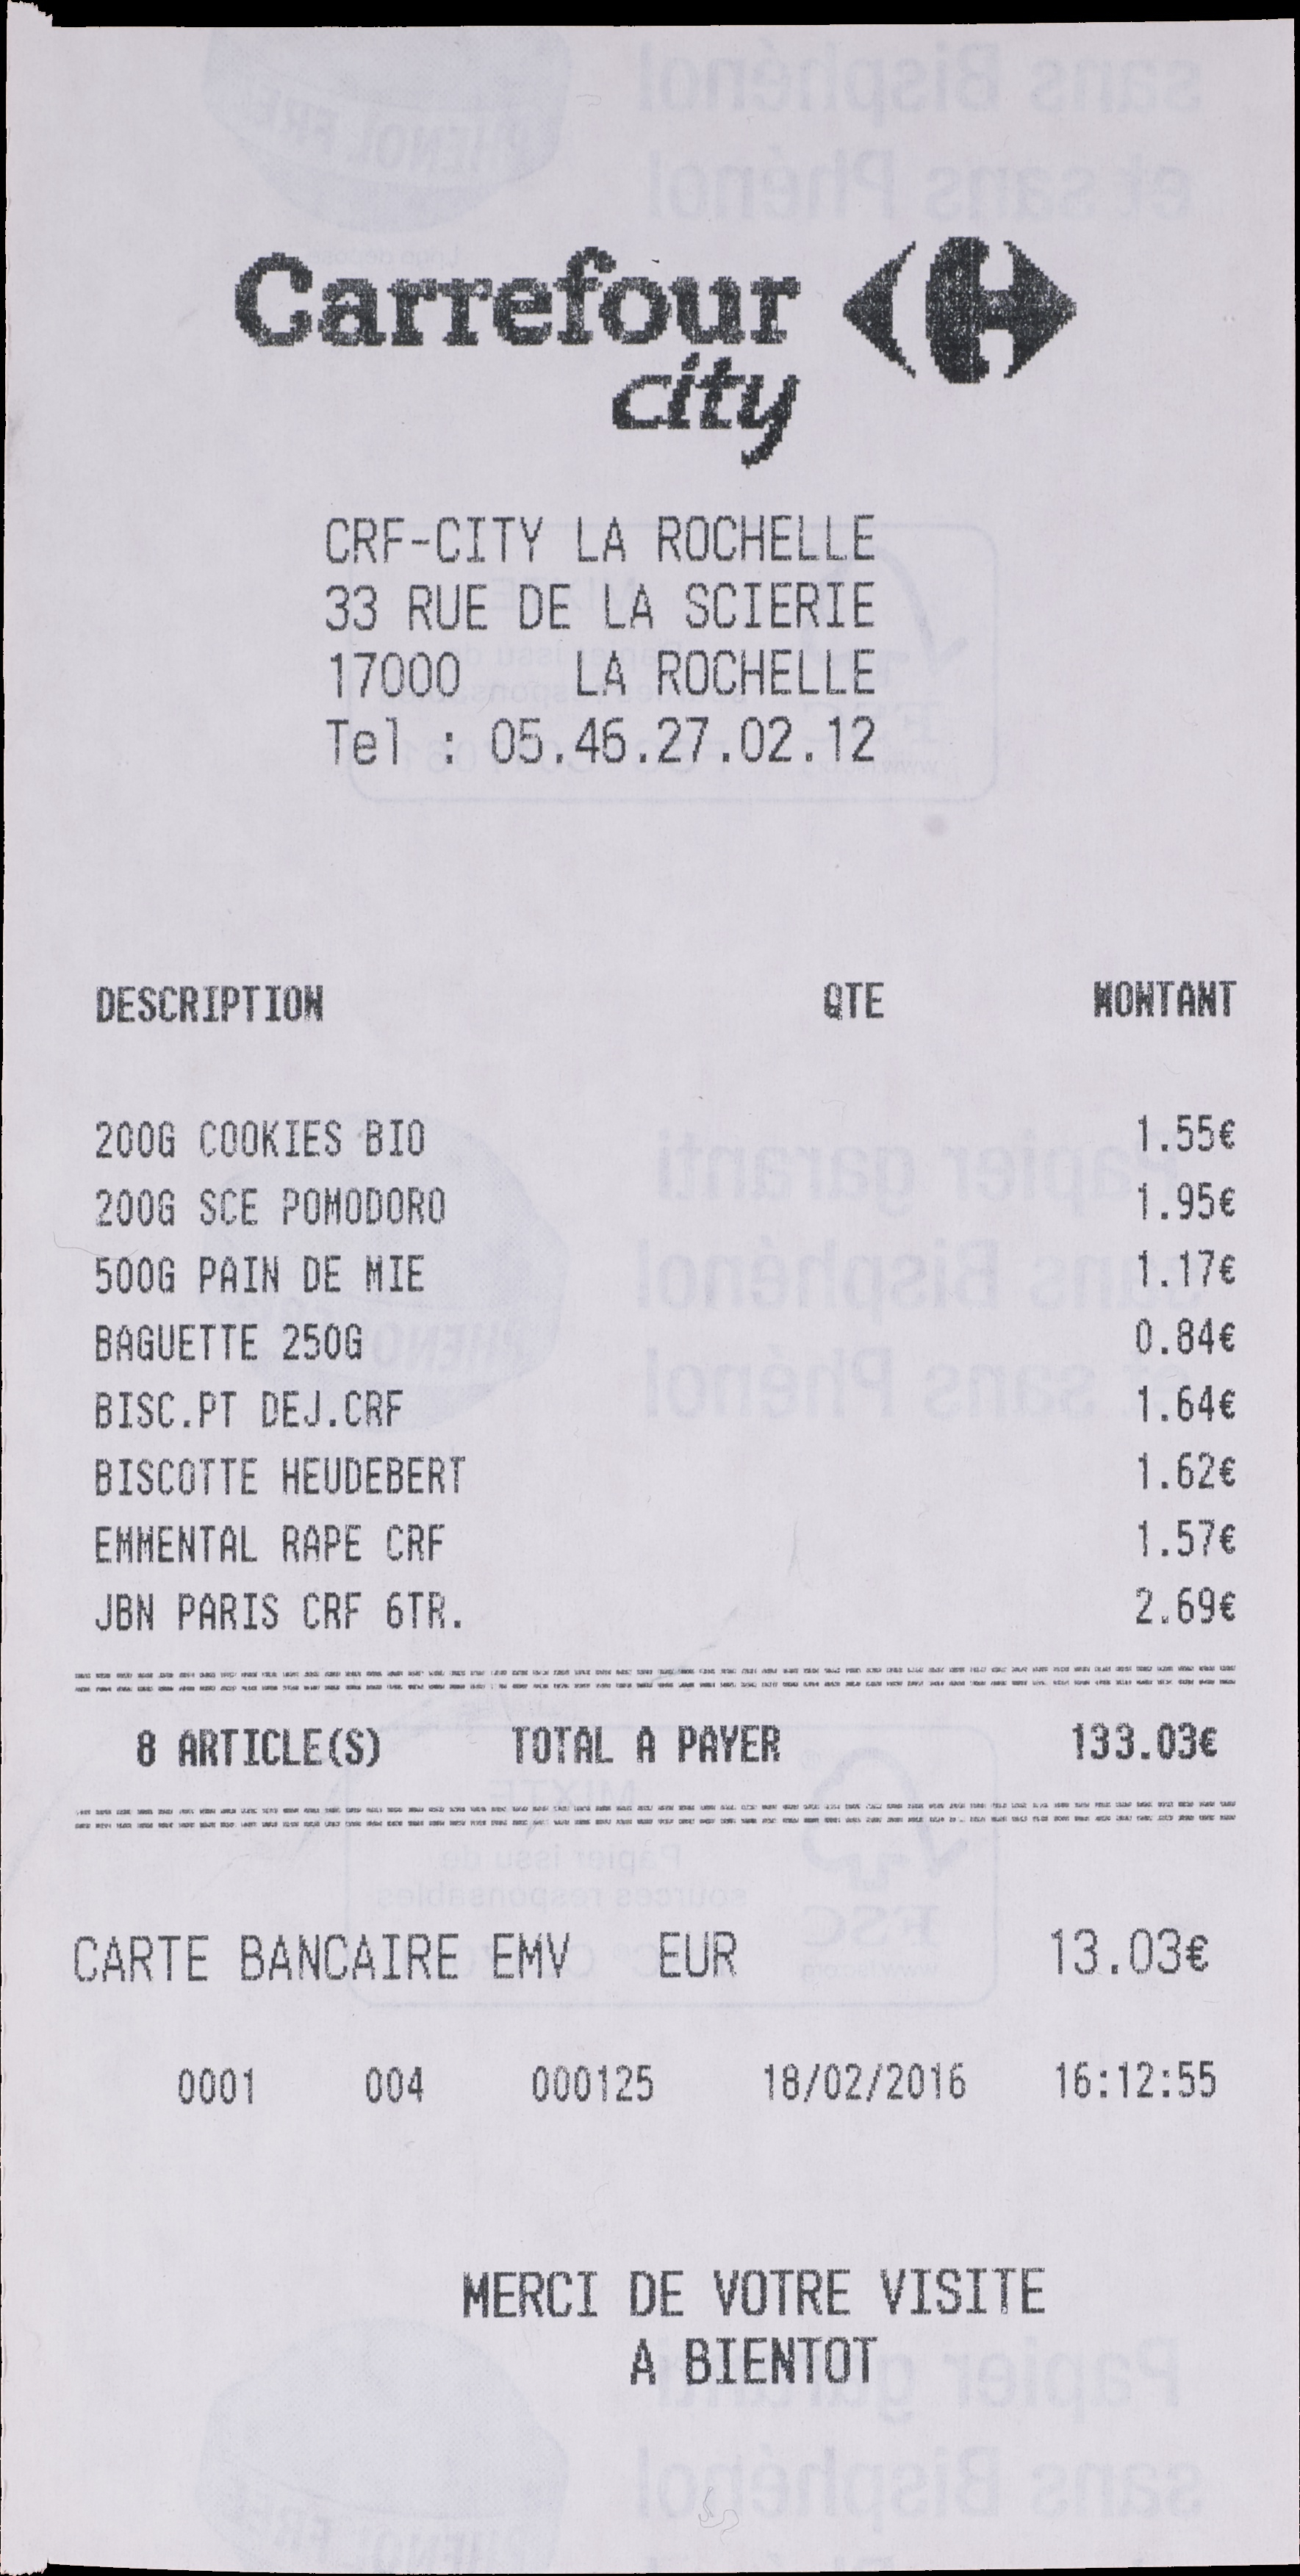 Carrefour
city
CRF-CITY LA ROCHELLE
33 RUE DE LA SCIERIE
17000 LA ROCHELLE
Tel : 05.46.27.02.12
DESCRIPTION QTE MONTANT
200G COOKIES BIO 1.55€
200G SCE POMODORO 1.95€
500G PAIN DE MIE 1.17€
BAGUETTE 250G 0.84€
BISC.PT DEJ.CRF 1.64€
BISCOTTE HEUDEBERT 1.62€
EMMENTAL RAPE CRF 1.57€
JBN PARIS CRF 6TR. 2.69€
8 ARTICLE(S) TOTAL A PAYER 133.03€
CARTE BANCAIRE EMV EUR 13.03€
0001 004 000125 18/02/2016 16:12:55
MERCI DE VOTRE VISITE
A BIENTOT